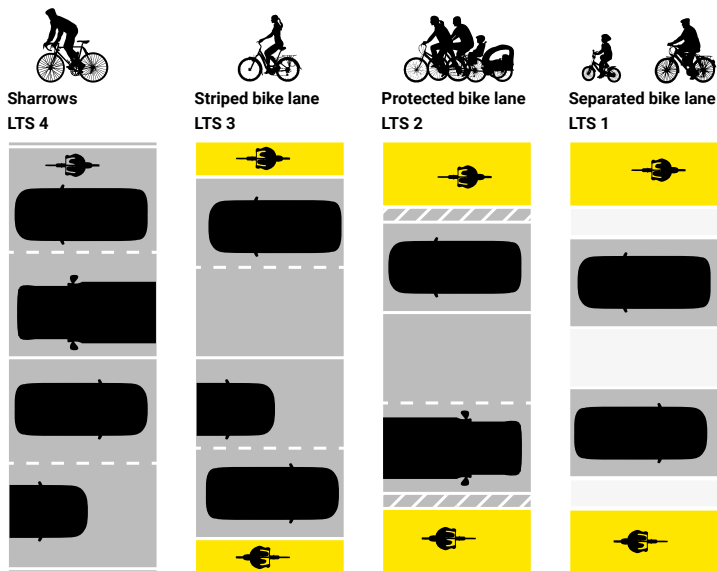 Sharrows
LTS 4
Striped bike lane
LTS 3
Protected bike lane
LTS 2
Separated bike lane
LTS 1